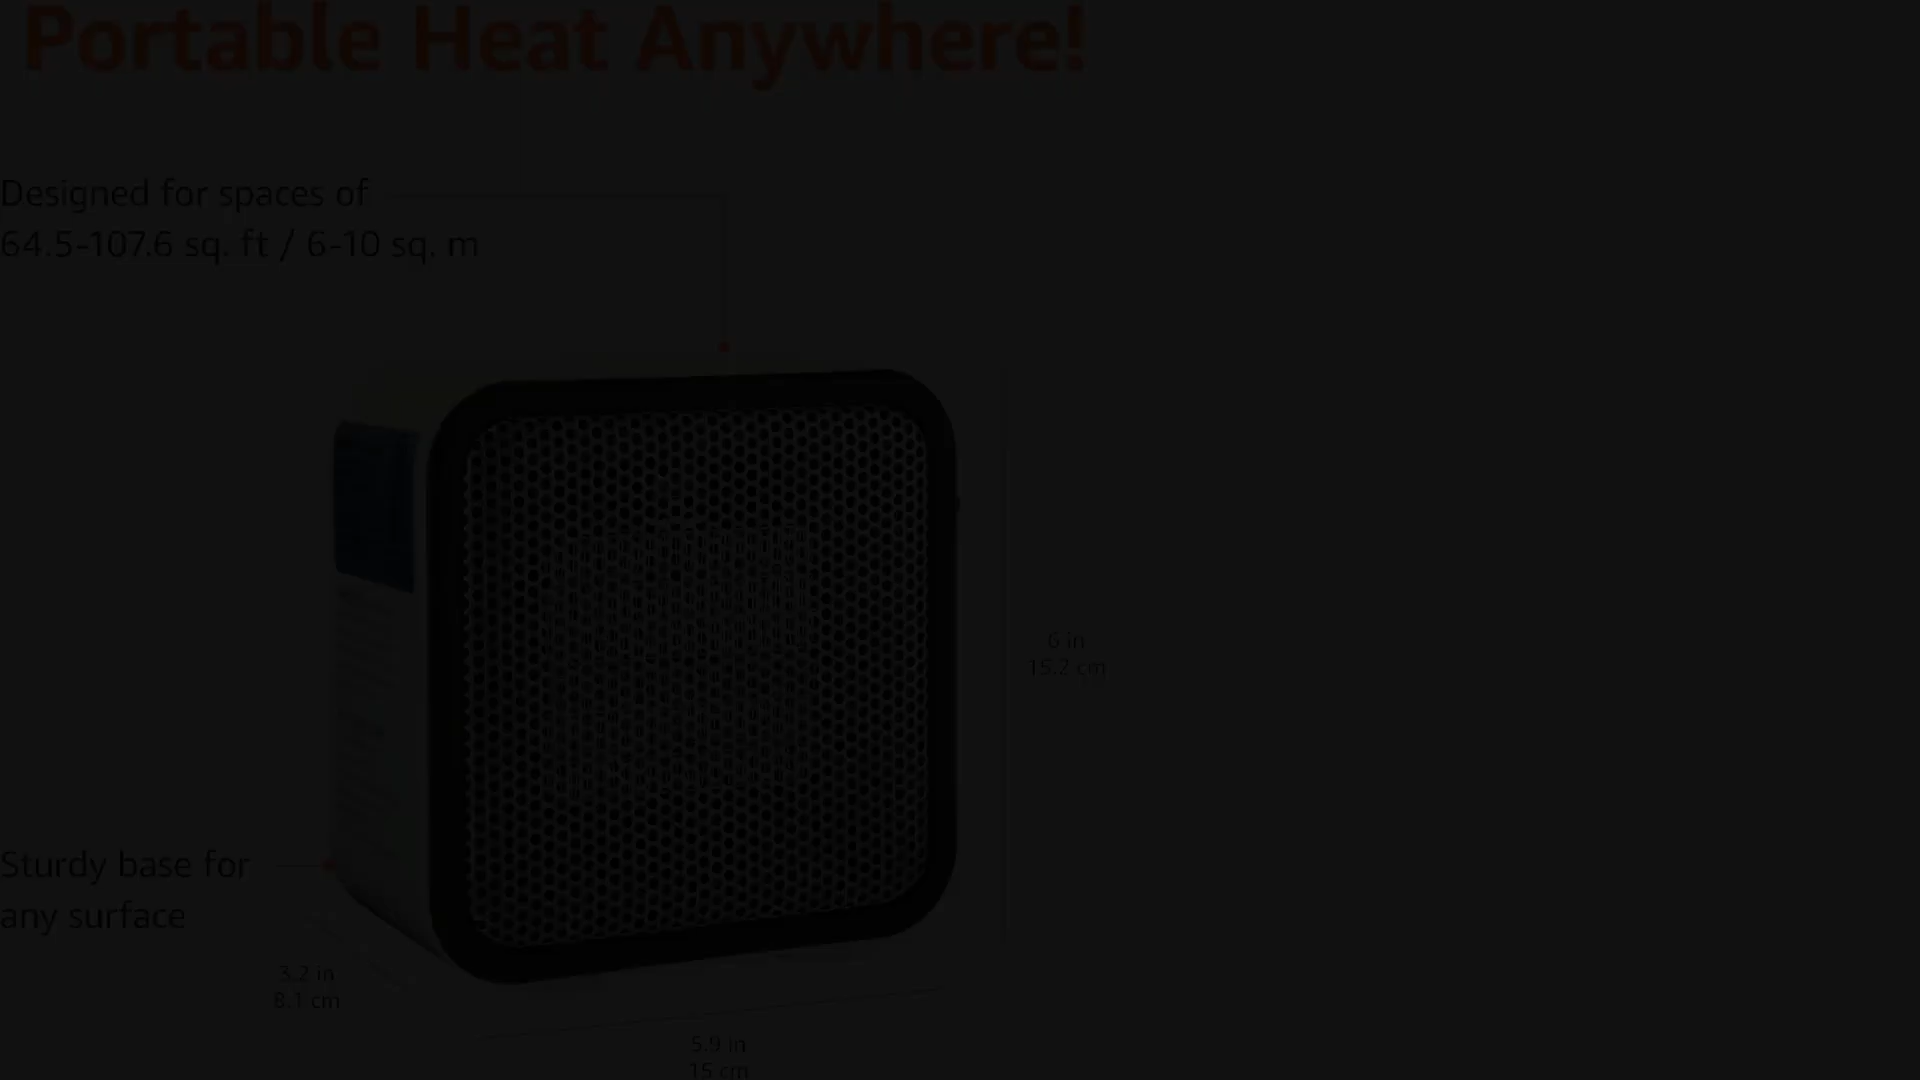 Portable Heat Anywhere!
Designed for spaces of
64.5-107.6 sq. ft / 6-10 sq. m
6 in
15.2 cm
Sturdy base for
any surface
3.2 in
8.1 cm
5.9 in
15 cm